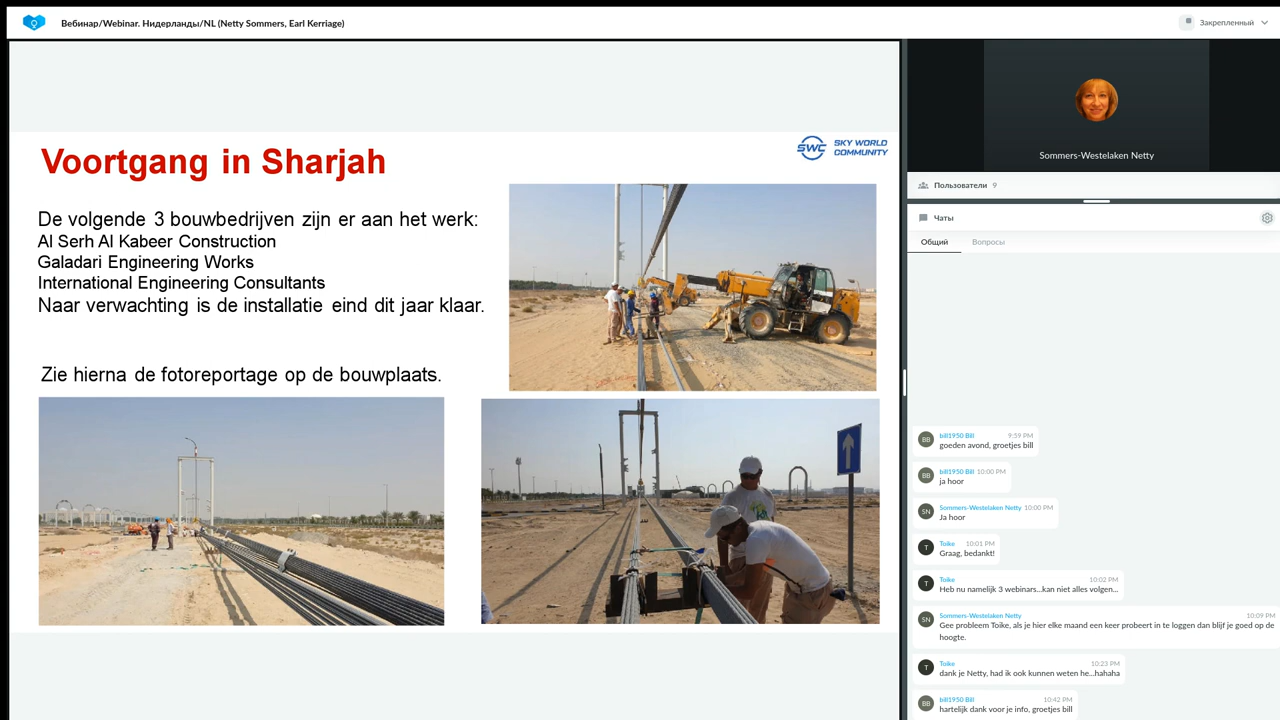 Вебинар/Webinar. Нидерланды/NL (Netty Sommers, Earl Kerriage)
Закрепленный
Voortgang in Sharjah
SWC SKY WORLD
COMMUNITY
De volgende 3 bouwbedrijven zijn er aan het werk:
Al Serh Al Kabeer Construction
Galadari Engineering Works
International Engineering Consultants
Naar verwachting is de installatie eind dit jaar klaar.
Zie hierna de fotoreportage op de bouwplaats.
Sommers-Westelaken Netty
Пользователи 9
Чаты
Общий Вопросы
BB bill1950 Bill 9:59 PM
goeden avond, groetjes bill
BB bill1950 Bill 10:00 PM
ja hoor
SN Sommers-Westelaken Netty 10:00 PM
Ja hoor
T Toike 10:01 PM
Graag, bedankt!
T Toike 10:02 PM
Heb nu namelijk 3 webinars...kan niet alles volgen...
SN Sommers-Westelaken Netty 10:09 PM
Gee probleem Toike, als je hier elke maand een keer probeert in te loggen dan blijf je goed op de
hoogte.
T Toike 10:23 PM
dank je Netty, had ik ook kunnen weten he...hahaha
BB bill1950 Bill 10:42 PM
hartelijk dank voor je info, groetjes bill